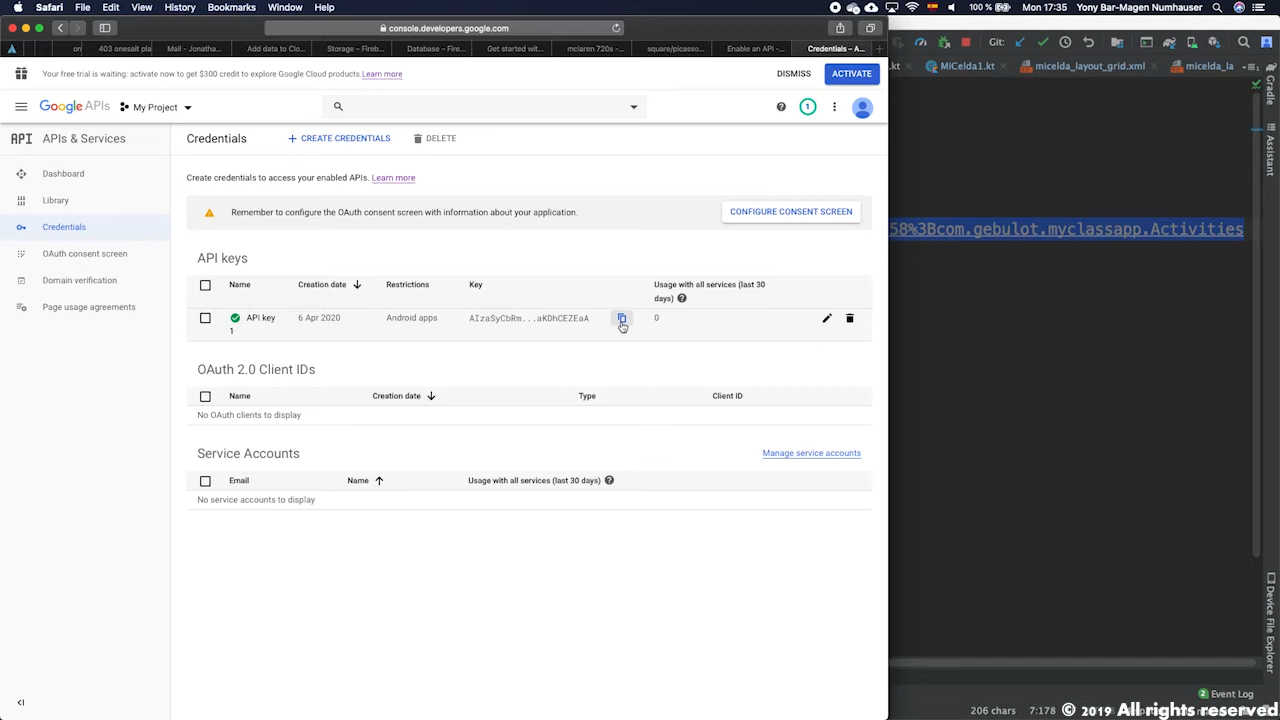 Safari File Edit View History Bookmarks Window Help
100 % Mon 17:35 Yony Bar-Magen Numhauser
console.developers.google.com
on 403 onesait pla Mail – Jonatha... Add data to Clo... Storage – Fireb... Database – Fire... Get started wit... mclaren 720s -... square/picasso... Enable an API –... Credentials – A...
Your free trial is waiting: activate now to get $300 credit to explore Google Cloud products. Learn more
DISMISS
ACTIVATE
Google APIs
My Project
1
API APIs & Services
Dashboard
Library
Credentials
OAuth consent screen
Domain verification
Page usage agreements
Credentials
CREATE CREDENTIALS
DELETE
Create credentials to access your enabled APIs. Learn more
Remember to configure the OAuth consent screen with information about your application.
CONFIGURE CONSENT SCREEN
API keys
Name Creation date Restrictions Key Usage with all services (last 30 days)
API key 1 6 Apr 2020 Android apps AIzaSyCbRm...aKDhCEZEaA 0
OAuth 2.0 Client IDs
Name Creation date Type Client ID
No OAuth clients to display
Service Accounts
Manage service accounts
Email Name Usage with all services (last 30 days)
No service accounts to display
Git:
.kt MiCelda1.kt micelda_layout_grid.xml micelda_la
58%3Bcom.gebulot.myclassapp.Activities
Gradle
Assistant
Device File Explorer
2 Event Log
206 chars 7:178
© 2019 All rights reserved